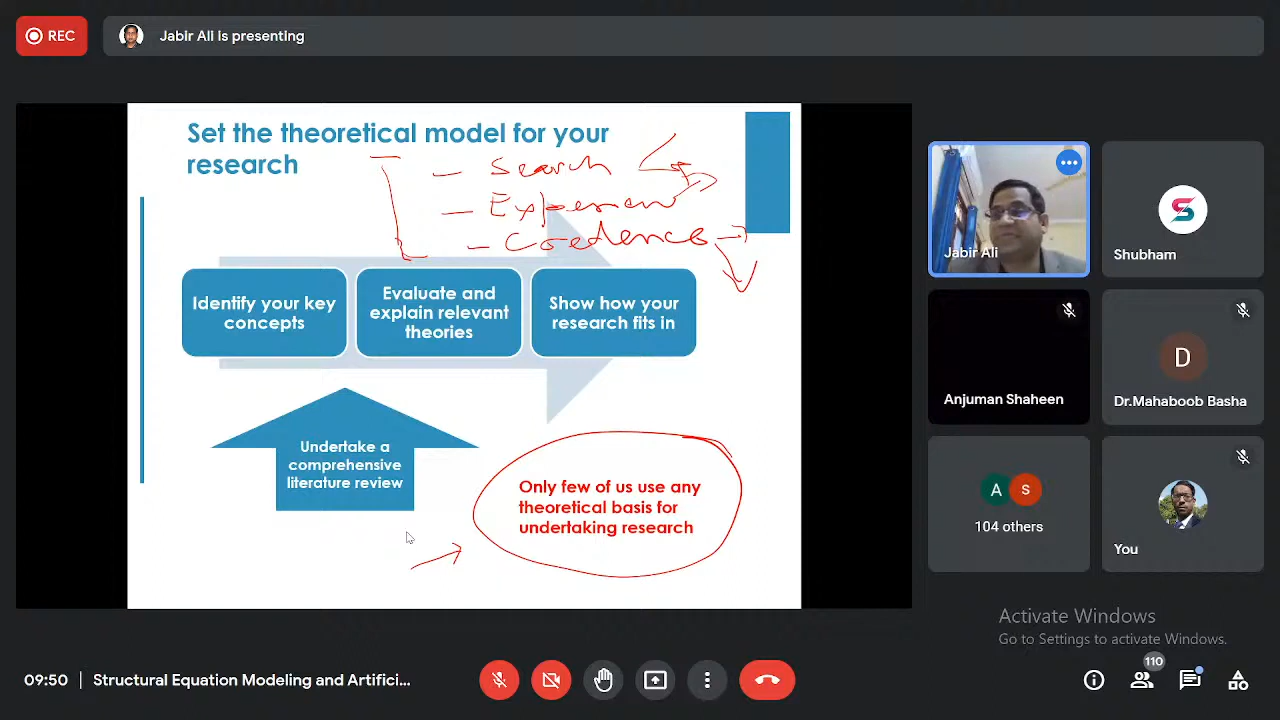 REC
Jabir Ali is presenting
Set the theoretical model for your
research
— Search
— Experien
— Credence
Identify your key
concepts
Evaluate and
explain relevant
theories
Show how your
research fits in
Undertake a
comprehensive
literature review
Only few of us use any
theoretical basis for
undertaking research
Jabir Ali
Shubham
Anjuman Shaheen
D
Dr.Mahaboob Basha
A S
104 others
You
Activate Windows
Go to Settings to activate Windows.
09:50 | Structural Equation Modeling and Artifici...
110